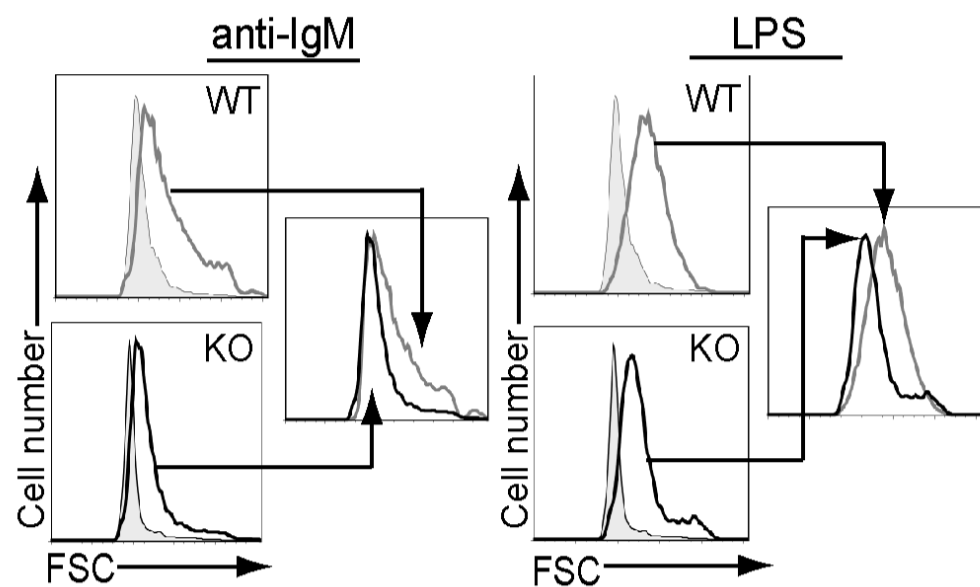 anti-IgM
WT
KO
Cell number
FSC
LPS
WT
KO
Cell number
FSC